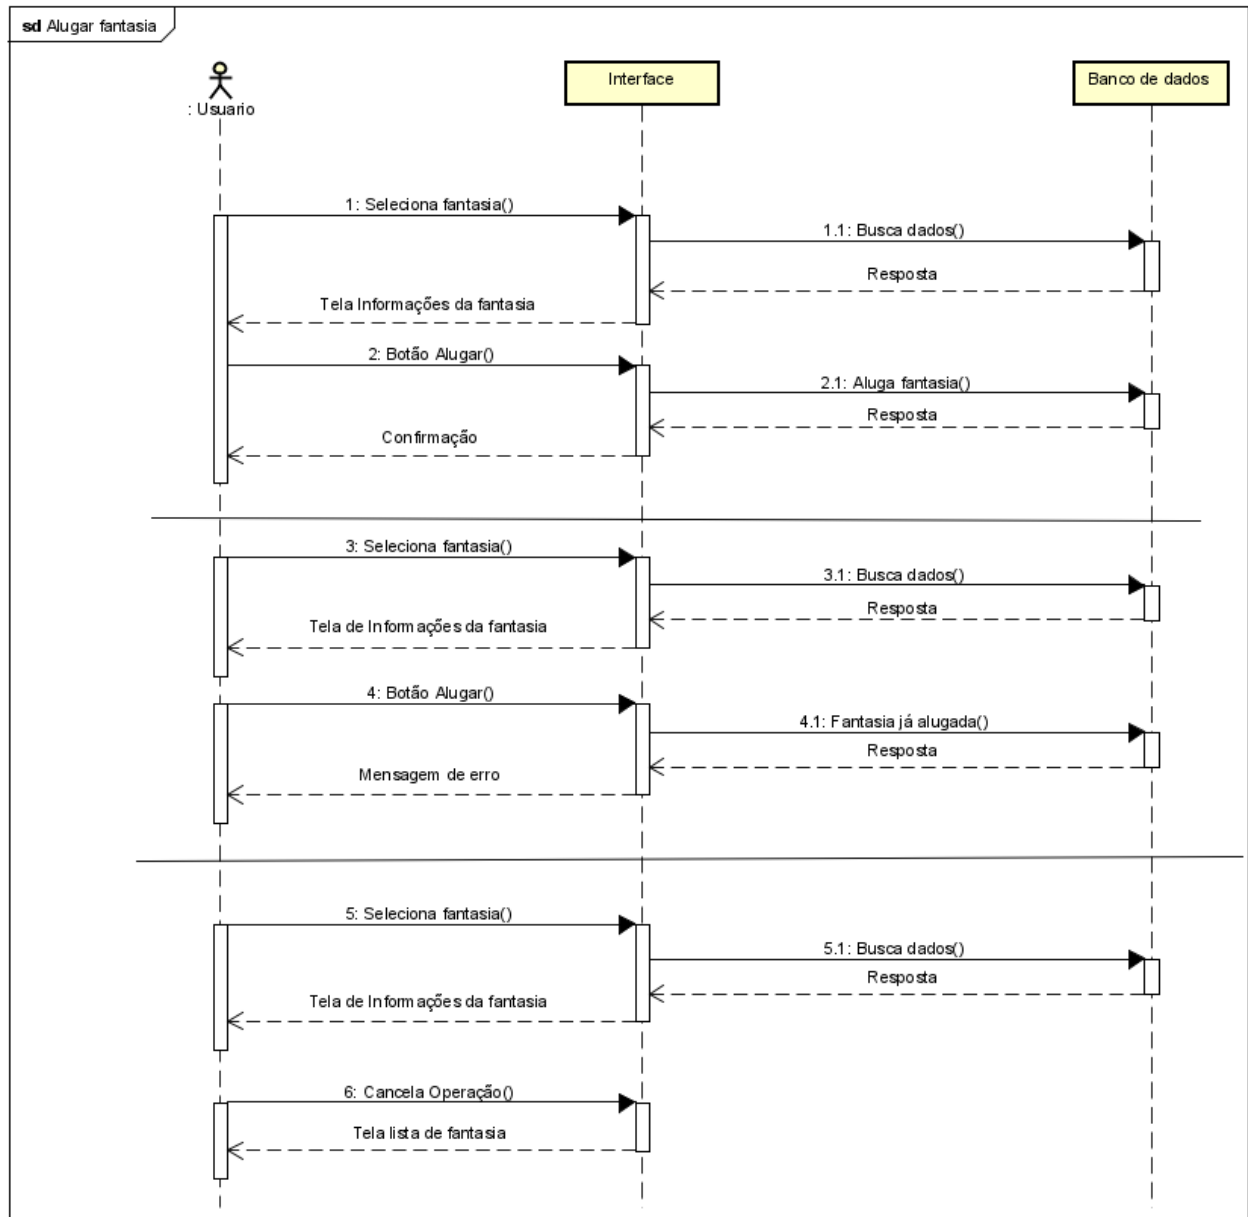 sd Alugar fantasia
: Usuario
Interface
Banco de dados
1: Seleciona fantasia()
1.1: Busca dados()
Resposta
Tela Informações da fantasia
2: Botão Alugar()
2.1: Aluga fantasia()
Resposta
Confirmação
3: Seleciona fantasia()
3.1: Busca dados()
Resposta
Tela de Informações da fantasia
4: Botão Alugar()
4.1: Fantasia já alugada()
Resposta
Mensagem de erro
5: Seleciona fantasia()
5.1: Busca dados()
Resposta
Tela de Informações da fantasia
6: Cancela Operação()
Tela lista de fantasia